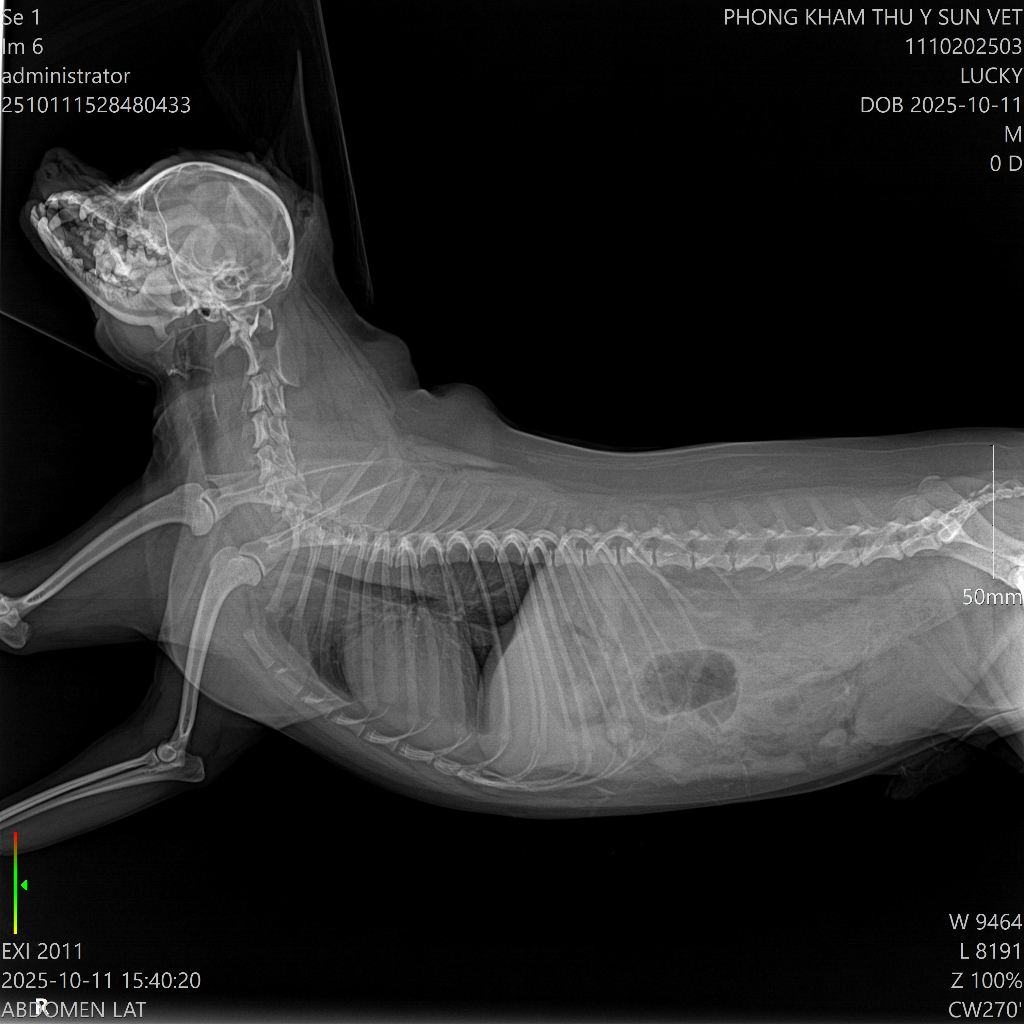 Se 1
Im 6
administrator
2510111528480433
PHONG KHAM THU Y SUN VET
1110202503
LUCKY
DOB 2025-10-11
M
0 D
50mm
EXI 2011
2025-10-11 15:40:20
ABDOMEN LAT
R
W 9464
L 8191
Z 100%
CW270'